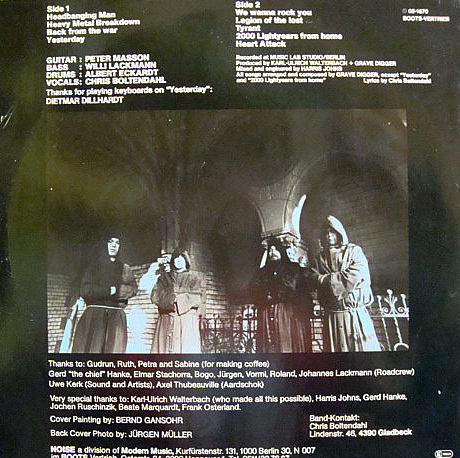 Side 1
Headbanging Man
Heavy Metal Breakdown
Back from the war
Yesterday
Side 2
We wanna rock you
Legion of the lost
Tyrant
2000 Lightyears from home
Heart Attack
08-1670
BOOTS-VERTRIEB
GUITAR : PETER MASSON
BASS : WILLI LACKMANN
DRUMS : ALBERT ECKARDT
VOCALS: CHRIS BOLTENDAHL
Thanks for playing keyboards on "Yesterday":
DIETMAR DILLHARDT
Recorded at MUSIC LAB STUDIO/BERLIN
Produced by KARL-ULRICH WALTERBACH + GRAVE DIGGER
Mixed and engineered by HARRIS JOHNS
All songs arranged and composed by GRAVE DIGGER, except "Yesterday"
and "2000 Lightyears from home" Lyrics by Chris Boltendahl
Thanks to: Gudrun, Ruth, Petra and Sabine (for making coffee)
Gerd "the chief" Hanke, Elmar Stachorra, Bogo, Jürgen, Vormi, Roland, Johannes Lackmann (Roadcrew)
Uwe Kerk (Sound and Artists), Axel Thubeauville (Aardschok)
Very special thanks to: Karl-Ulrich Walterbach (who made all this possible), Harris Johns, Gerd Hanke,
Jochen Ruschinzik, Beate Marquardt, Frank Osterland.
Cover Painting by: BERND GANSOHR
Back Cover Photo by: JÜRGEN MÜLLER
Band-Kontakt:
Chris Boltendahl
Lindenstr. 46, 4390 Gladbeck
NOISE a division of Modern Music, Kurfürstenstr. 131, 1000 Berlin 30, N 007